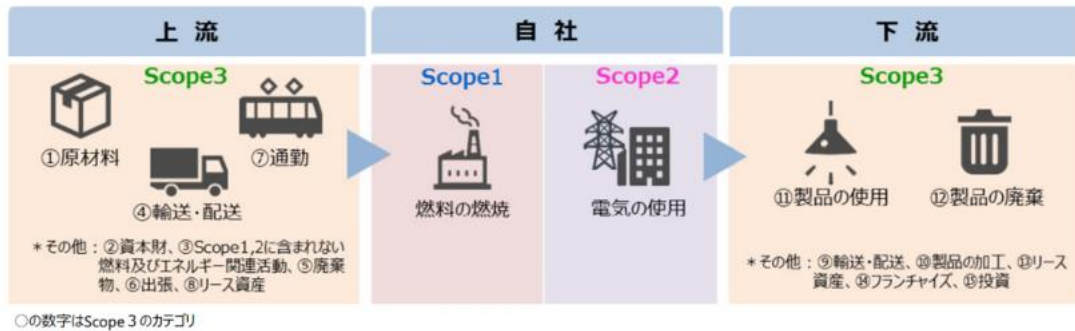 上 流
自 社
下 流
Scope3
Scope1
Scope2
Scope3
①原材料
⑦通勤
④輸送・配送
燃料の燃焼
電気の使用
⑪製品の使用
⑫製品の廃棄
＊その他：②資本財、③Scope1,2に含まれない
燃料及びエネルギー関連活動、⑤廃棄
物、⑥出張、⑧リース資産
＊その他：⑨輸送・配送、⑩製品の加工、⑬リース
資産、⑭フランチャイズ、⑮投資
○の数字はScope 3 のカテゴリ